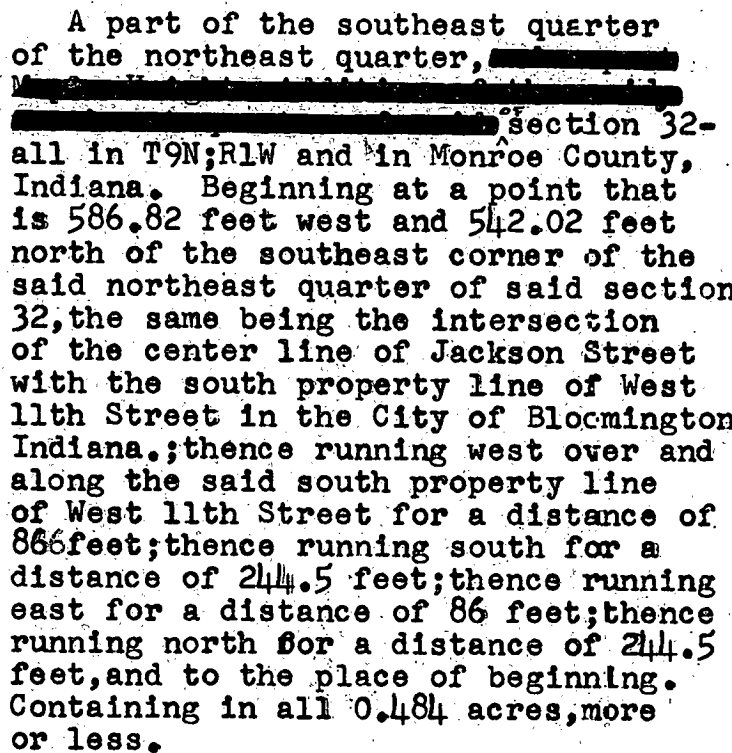 A part of the southeast quarter
of the northeast quarter,
of section 32-
all in T9N;R1W and in Monroe County,
Indiana. Beginning at a point that
is 586.82 feet west and 542.02 feet
north of the southeast corner of the
said northeast quarter of said section
32,the same being the intersection
of the center line of Jackson Street
with the south property line of West
11th Street in the City of Bloomington
Indiana.;thence running west over and
along the said south property line
of West 11th Street for a distance of
866feet;thence running south for a
distance of 244.5 feet;thence running
east for a distance of 86 feet;thence
running north for a distance of 244.5
feet,and to the place of beginning.
Containing in all 0.484 acres,more
or less.